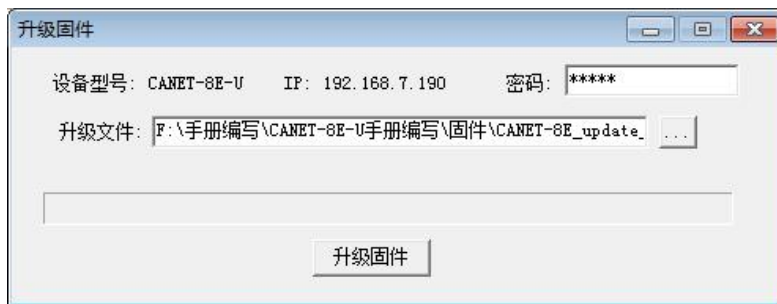 升级固件
设备型号: CANET-8E-U IP: 192.168.7.190 密码: *****
升级文件: F:\手册编写\CANET-8E-U手册编写\固件\CANET-8E_update_ ...
升级固件